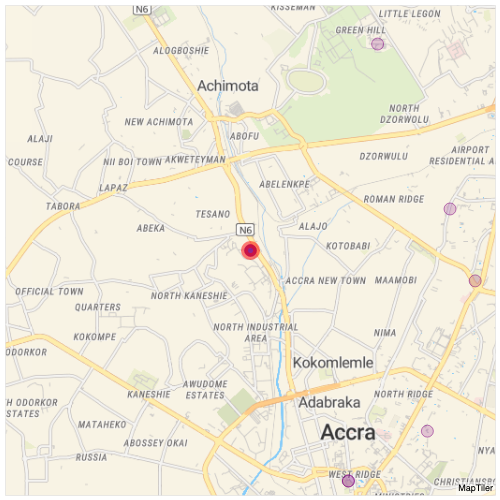 N6
KISSEMAN
LITTLE LEGON
GREEN HILL
ALOGBOSHIE
Achimota
NEW ACHIMOTA
NORTH
DZORWOLU
ABOFU
ALAJI
COURSE
NII BOI TOWN
AKWETEYMAN
DZORWULU
AIRPORT
RESIDENTIAL A
LAPAZ
ABELENKPE
TABORA
ROMAN RIDGE
TESANO
ABEKA
N6
ALAJO
KOTOBABI
OFFICIAL TOWN
NORTH KANESHIE
ACCRA NEW TOWN
MAAMOBI
QUARTERS
NORTH INDUSTRIAL
AREA
NIMA
KOKOMPE
ODORKOR
Kokomlemle
AWUDOME
ESTATES
KANESHIE
NORTH RIDGE
H ODORKOR
ESTATES
Adabraka
MATAHEKO
ABOSSEY OKAI
Accra
RUSSIA
NYA
WEST RIDGE
CHRISTIANSB
MINISTRIES
MapTiler